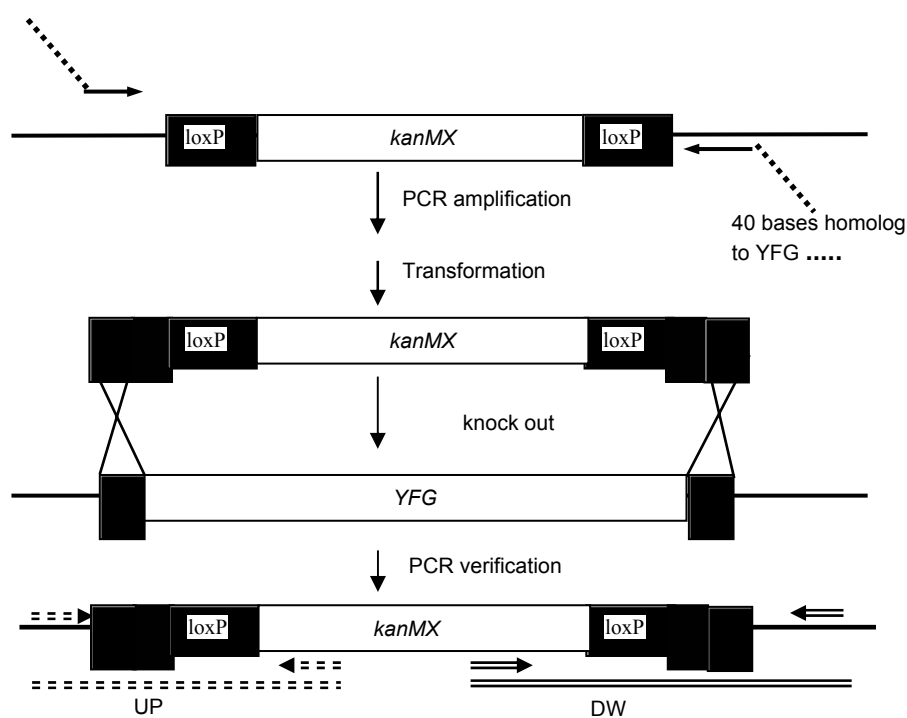 loxP kanMX loxP
PCR amplification
40 bases homolog
to YFG .....
Transformation
loxP kanMX loxP
knock out
YFG
PCR verification
loxP kanMX loxP
UP DW